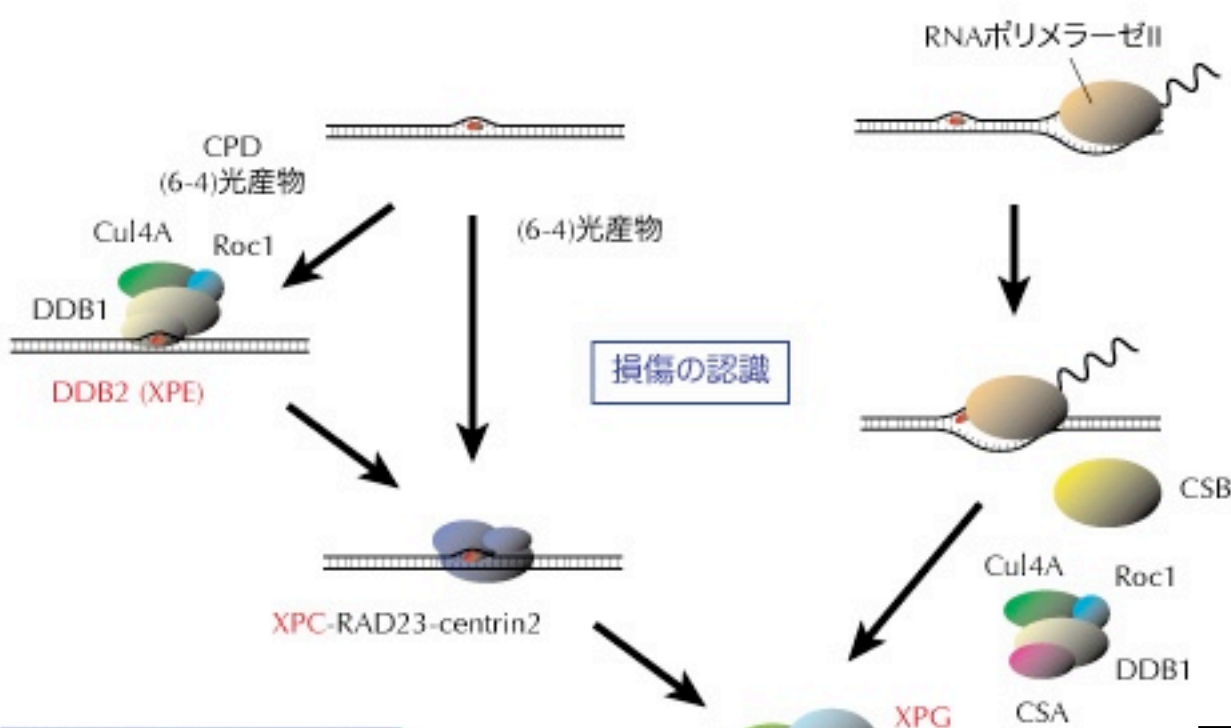 RNAポリメラーゼII
CPD
(6-4)光産物
(6-4)光産物
Cul4A
Roc1
DDB1
DDB2 (XPE)
損傷の認識
CSB
XPC-RAD23-centrin2
Cul4A
Roc1
DDB1
CSA
XPG